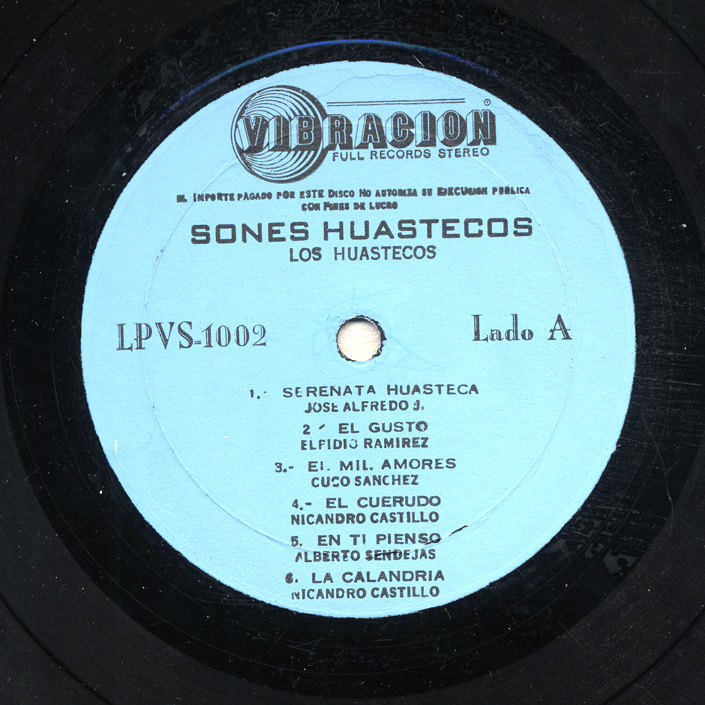 VIBRACION ®
FULL RECORDS STEREO
EL IMPORTE PAGADO POR ESTE DISCO NO AUTORIZA SU EJECUCION PUBLICA
CON FINES DE LUCRO
SONES HUASTECOS
LOS HUASTECOS
LPVS-1002
Lado A
1.- SERENATA HUASTECA
JOSE ALFREDO J.
2 - EL GUSTO
ELPIDIO RAMIREZ
3.- EL MIL AMORES
CUCO SANCHEZ
4.- EL CUERUDO
NICANDRO CASTILLO
5. EN TI PIENSO
ALBERTO SENDEJAS
6. LA CALANDRIA
NICANDRO CASTILLO